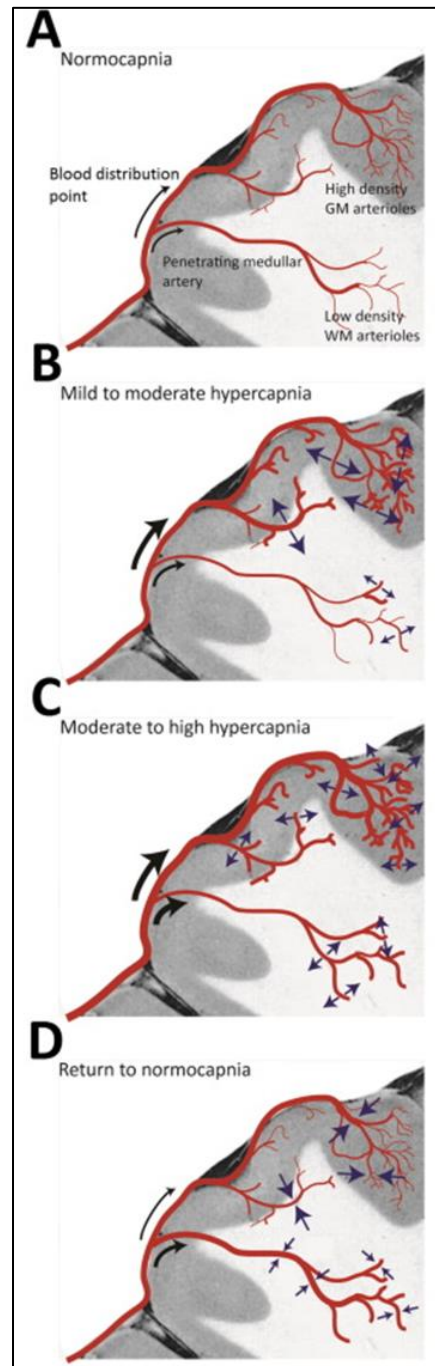 A
Normocapnia
Blood distribution
point
High density
GM arterioles
Penetrating medullar
artery
Low density
WM arterioles
B
Mild to moderate hypercapnia
C
Moderate to high hypercapnia
D
Return to normocapnia